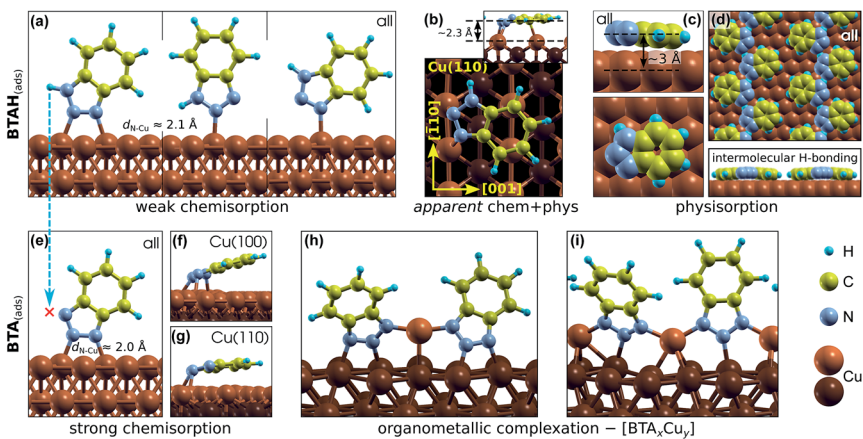 (a)
all
BTAH(ads)
dN-Cu ≈ 2.1 Å
weak chemisorption
(b)
~2.3 Å
Cu(110)
[1̄10]
[001]
apparent chem+phys
all
(c)
~3 Å
(d)
all
intermolecular H-bonding
physisorption
(e)
all
BTA(ads)
dN-Cu ≈ 2.0 Å
strong chemisorption
(f)
Cu(100)
(g)
Cu(110)
(h)
(i)
organometallic complexation – [BTAxCuy]
H
C
N
Cu